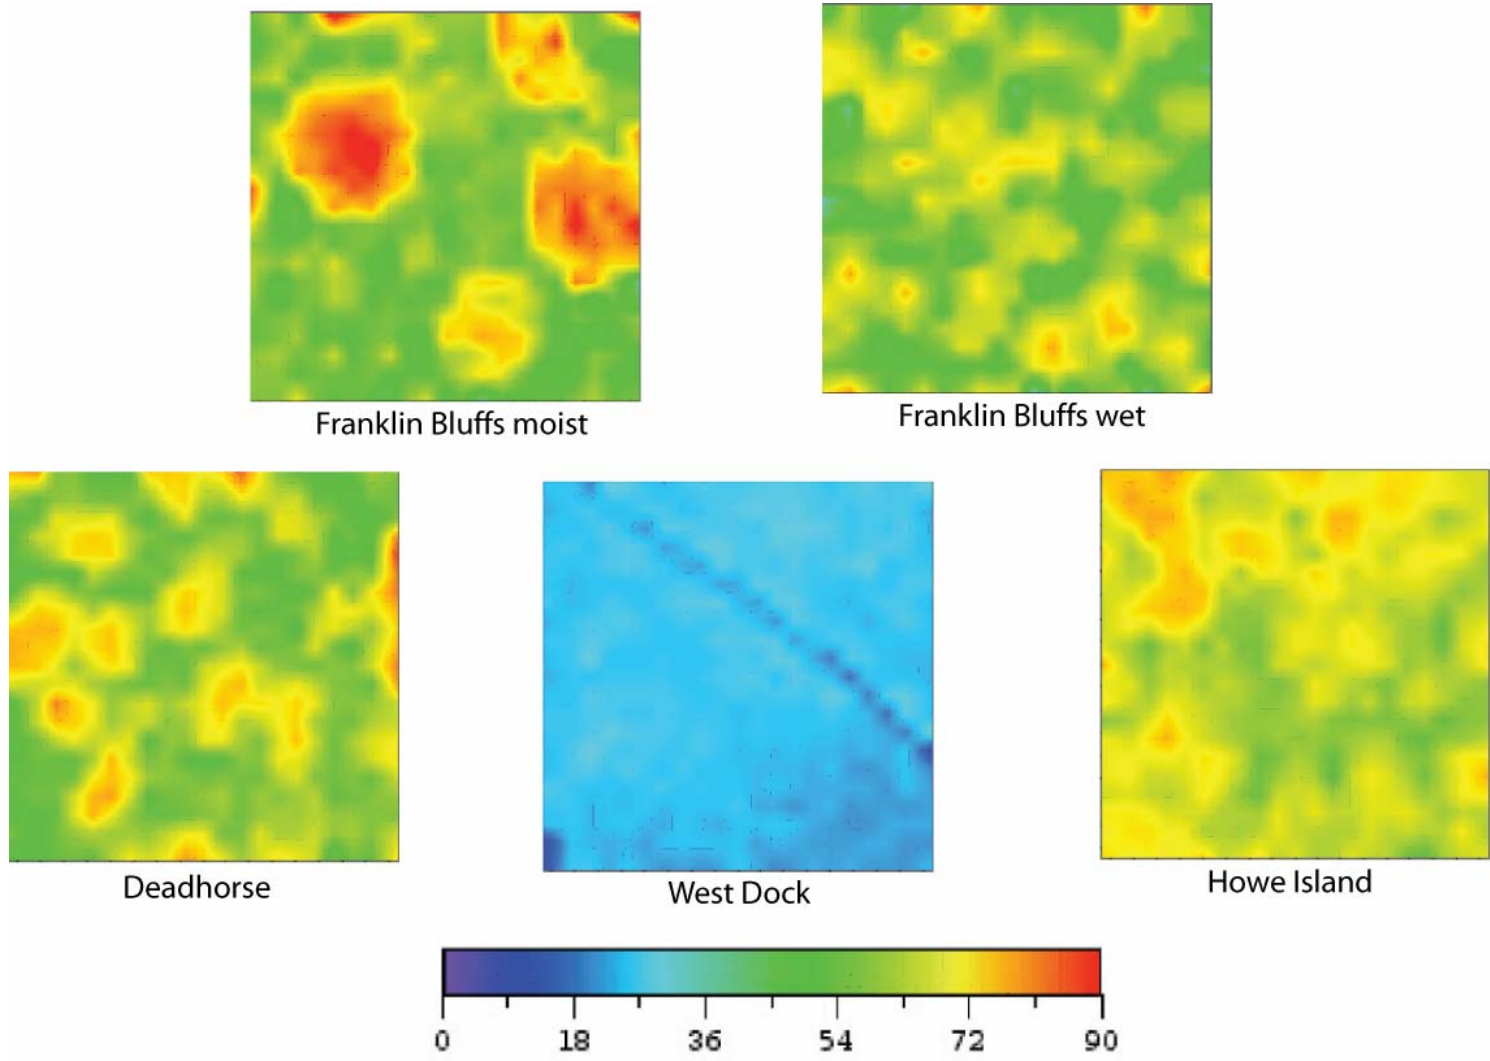 Franklin Bluffs moist
Franklin Bluffs wet
Deadhorse
West Dock
Howe Island
0 18 36 54 72 90